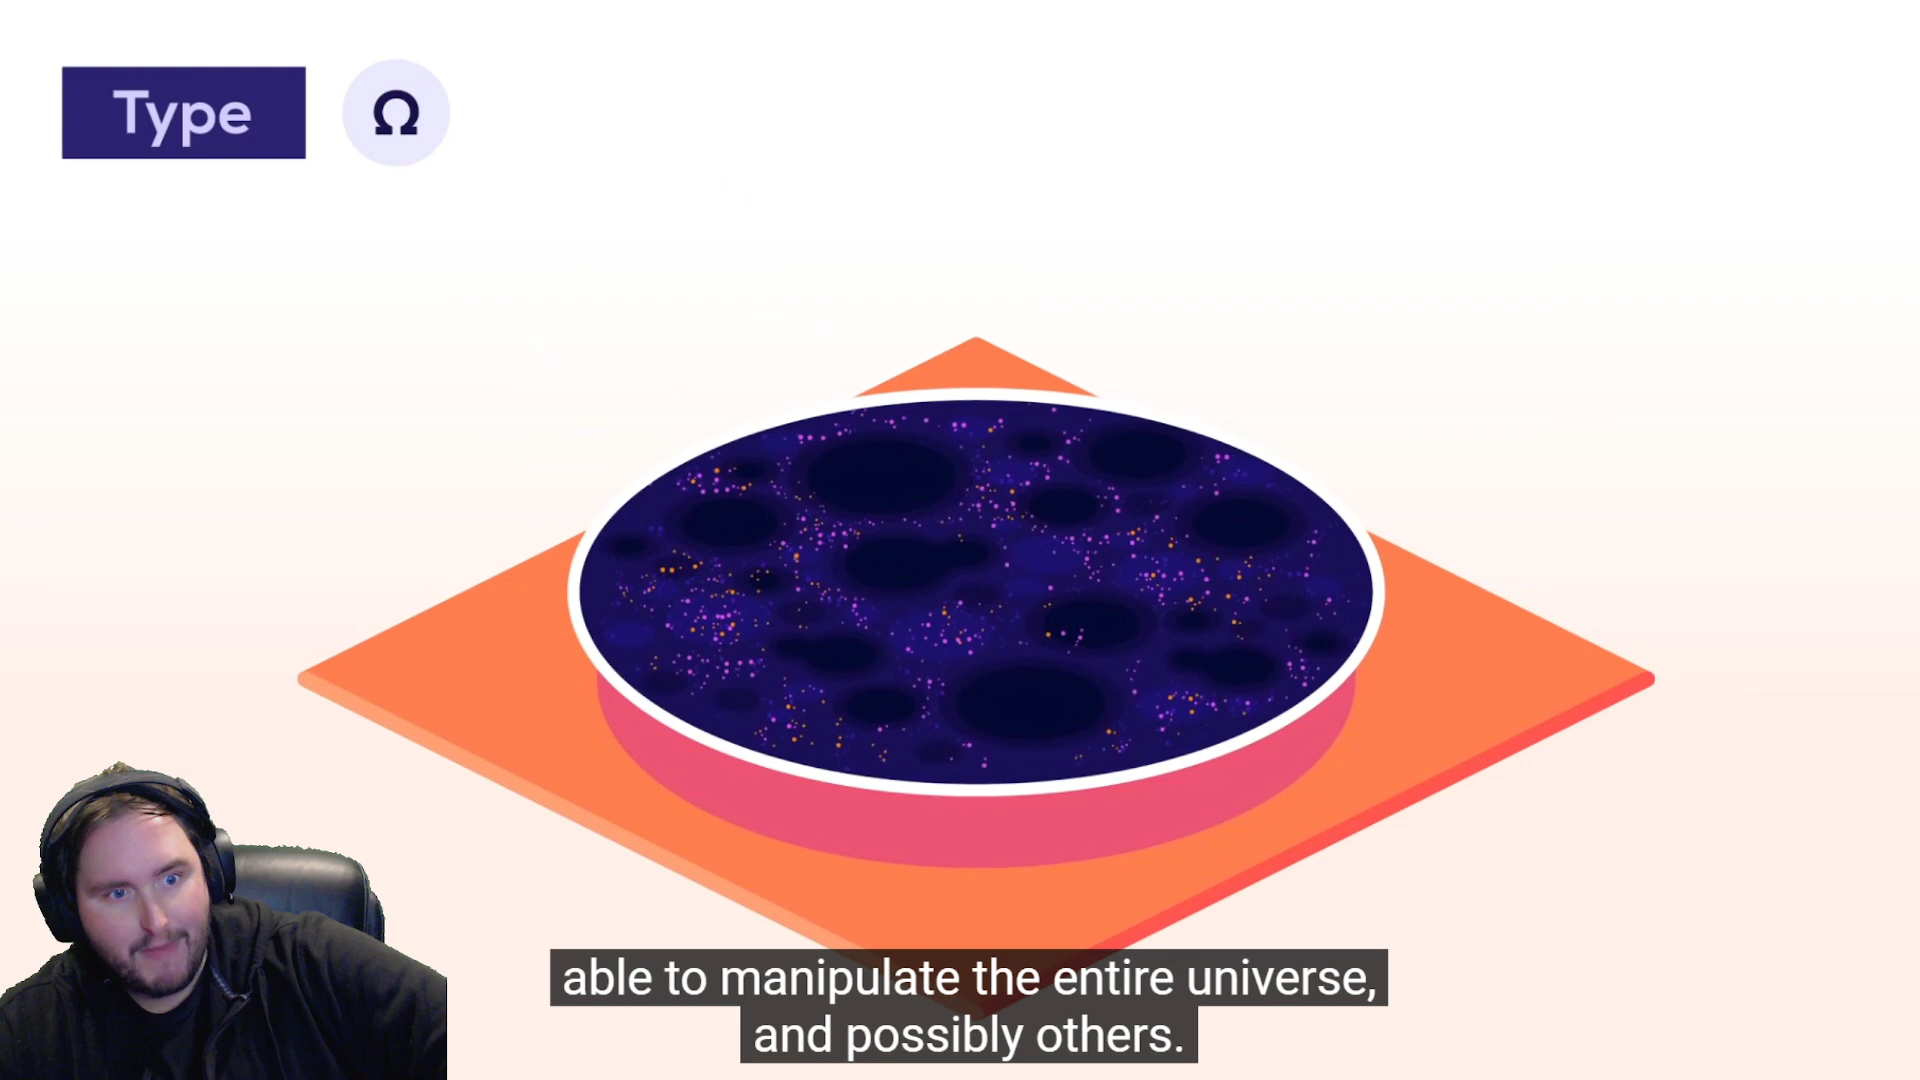 Type Ω
able to manipulate the entire universe,
and possibly others.